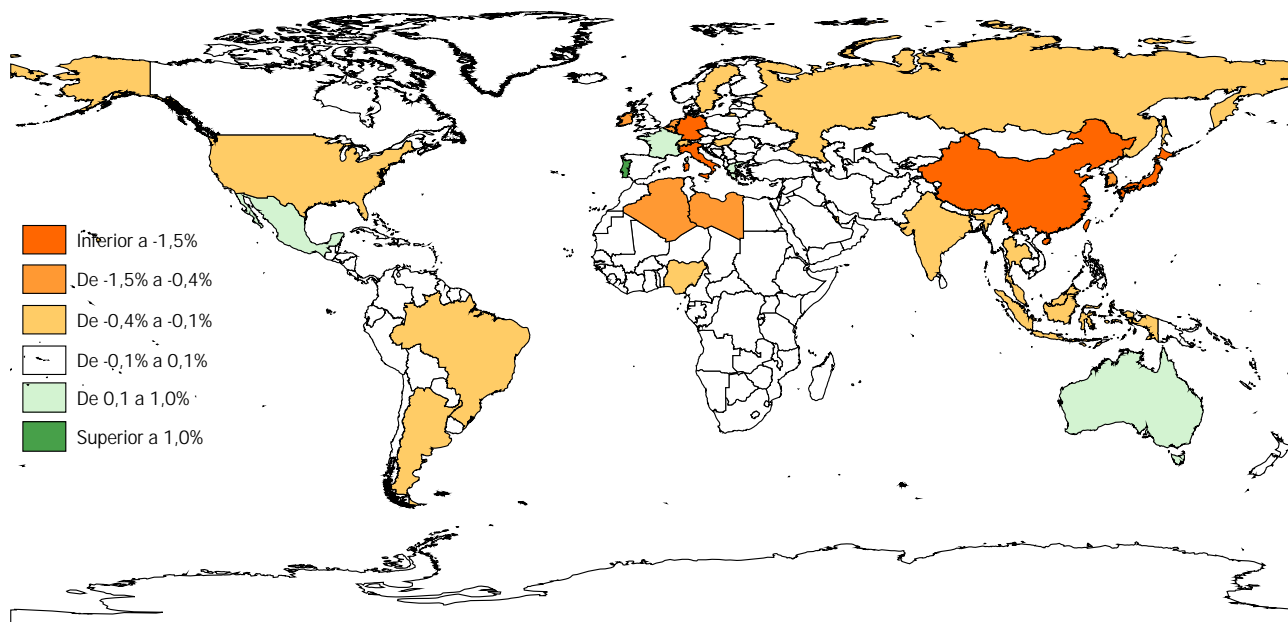 Inferior a -1,5%
De -1,5% a -0,4%
De -0,4% a -0,1%
De -0,1% a 0,1%
De 0,1 a 1,0%
Superior a 1,0%